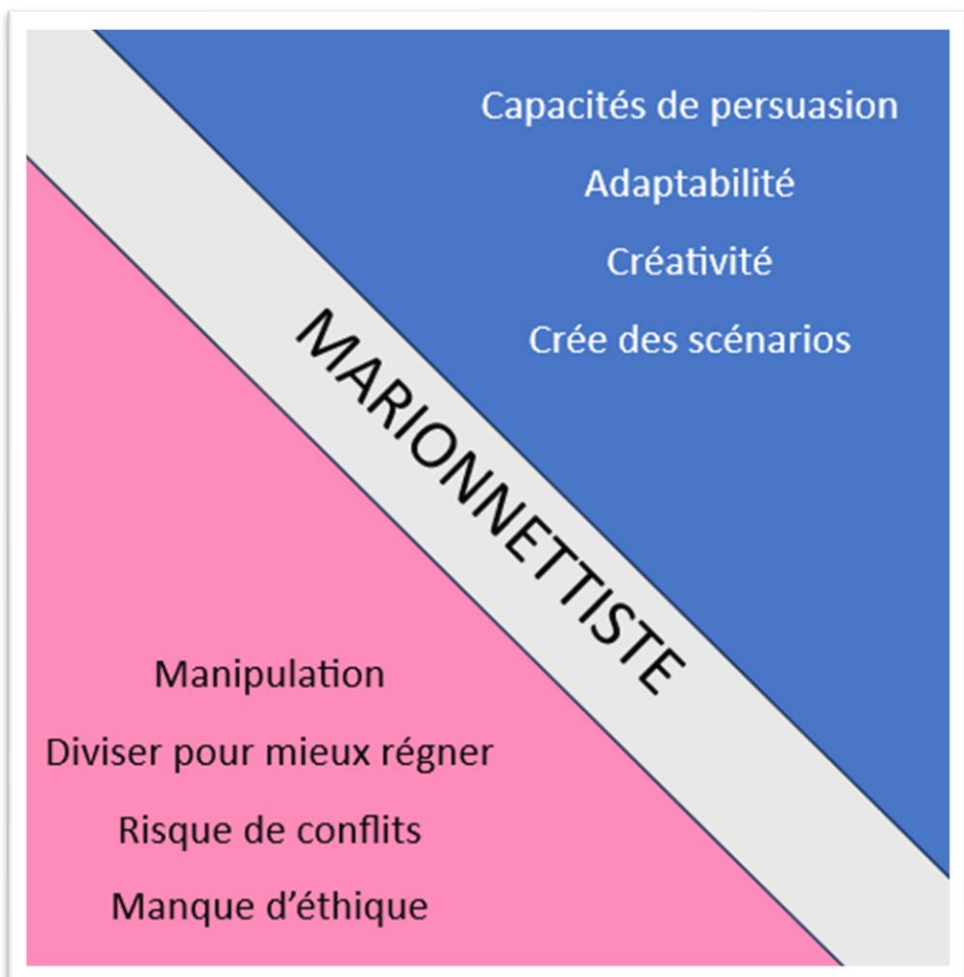 Capacités de persuasion
Adaptabilité
Créativité
Crée des scénarios
MARIONNETTISTE
Manipulation
Diviser pour mieux régner
Risque de conflits
Manque d’éthique